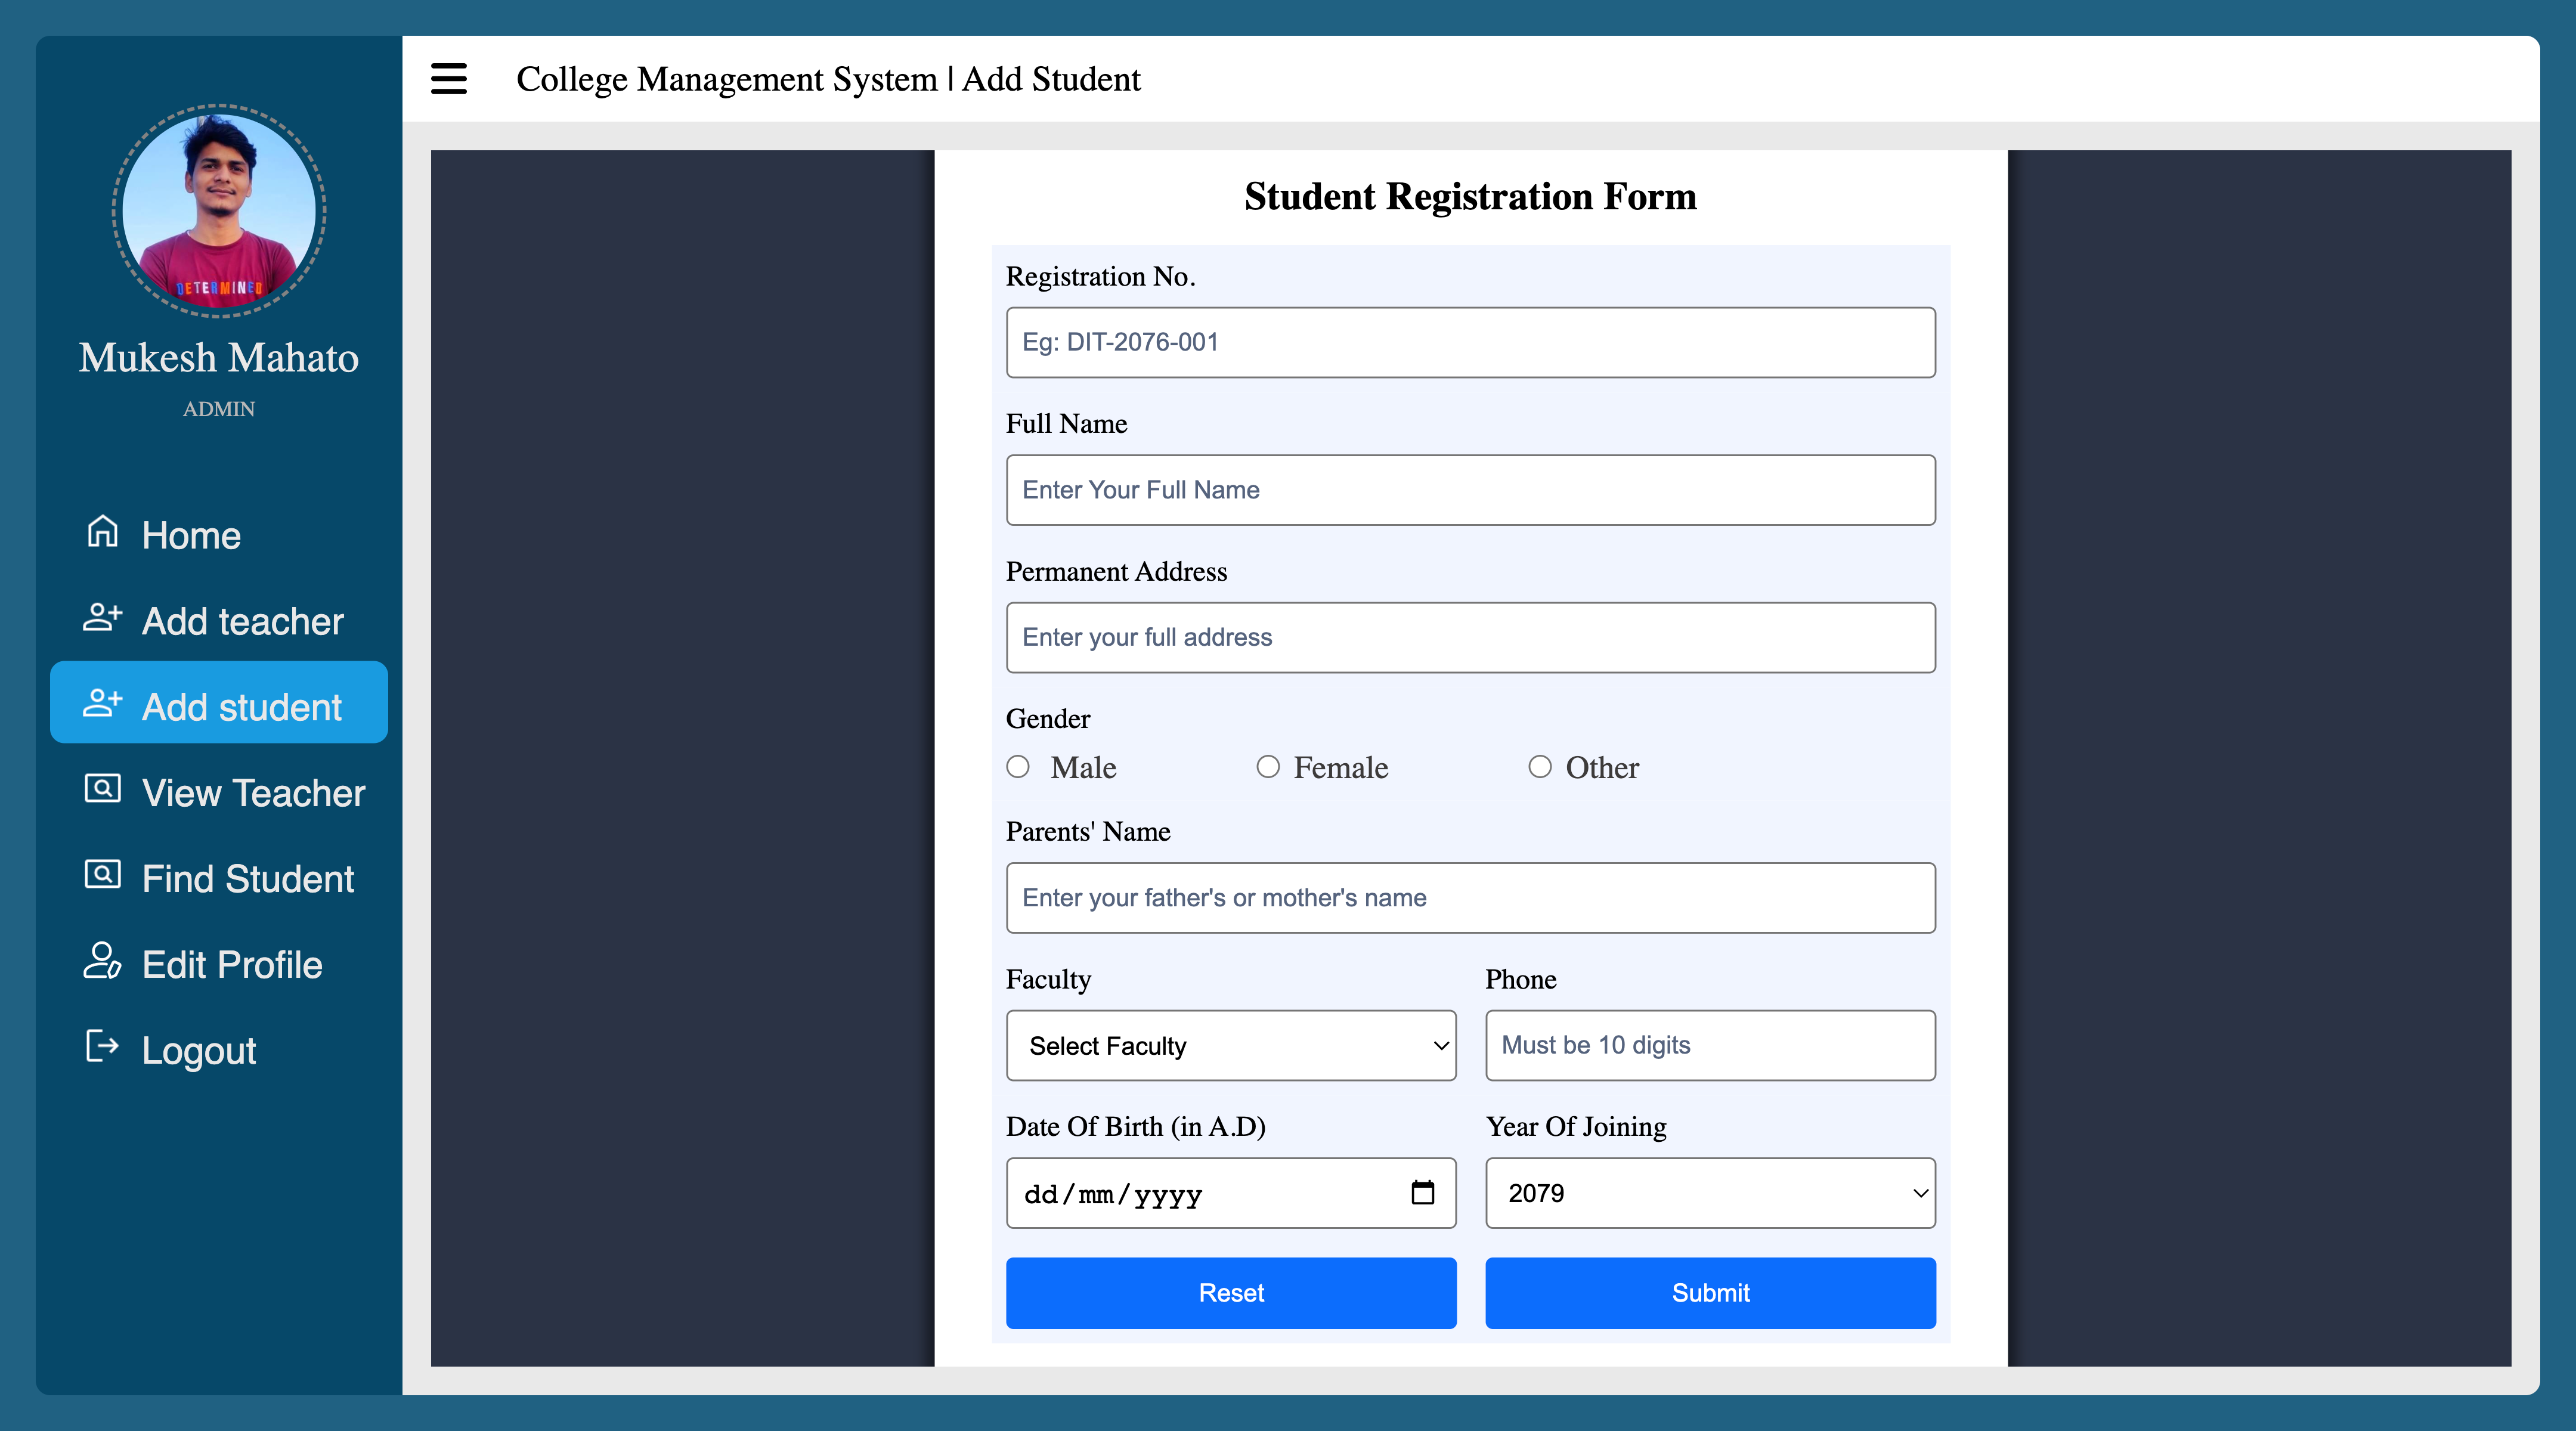 College Management System | Add Student
DETERMINED
Mukesh Mahato
ADMIN
Home
Add teacher
Add student
View Teacher
Find Student
Edit Profile
Logout
Student Registration Form
Registration No.
Eg: DIT-2076-001
Full Name
Enter Your Full Name
Permanent Address
Enter your full address
Gender
Male Female Other
Parents' Name
Enter your father's or mother's name
Faculty Phone
Select Faculty Must be 10 digits
Date Of Birth (in A.D) Year Of Joining
dd/mm/yyyy 2079
Reset Submit